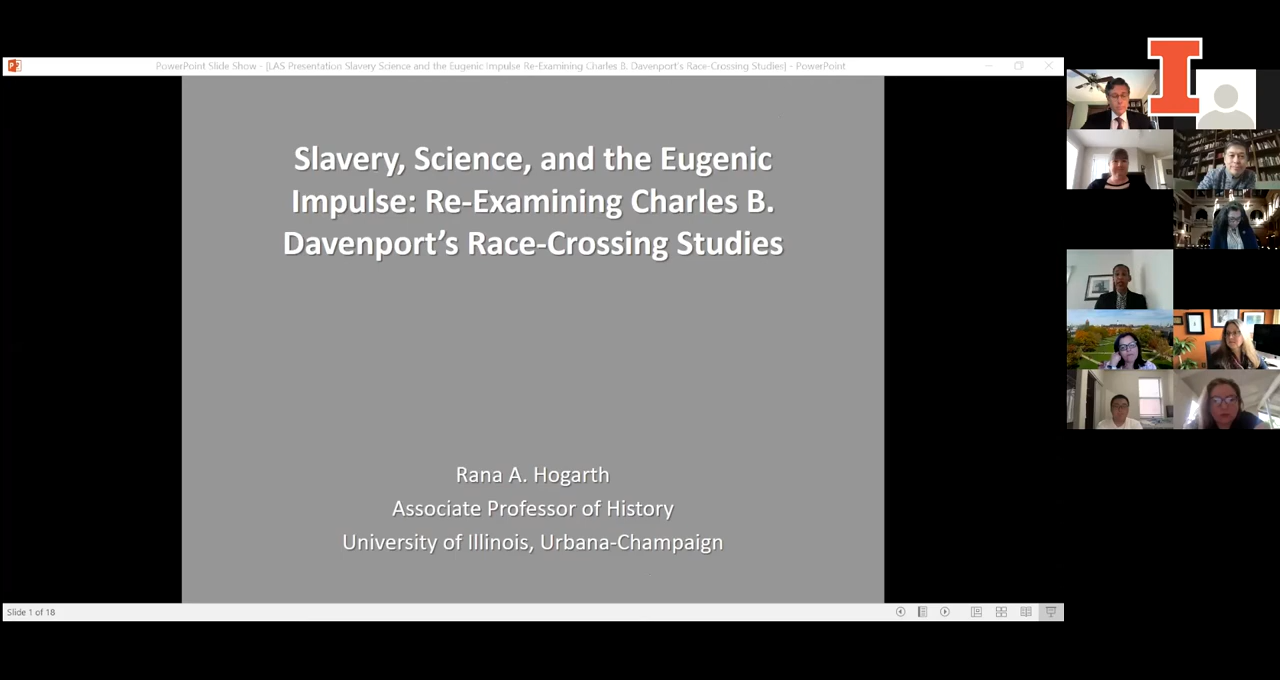 PowerPoint Slide Show - [LAS Presentation Slavery Science and the Eugenic Impulse Re-Examining Charles B. Davenport's Race-Crossing Studies] - PowerPoint
Slavery, Science, and the Eugenic
Impulse: Re-Examining Charles B.
Davenport’s Race-Crossing Studies
Rana A. Hogarth
Associate Professor of History
University of Illinois, Urbana-Champaign
Slide 1 of 18
I